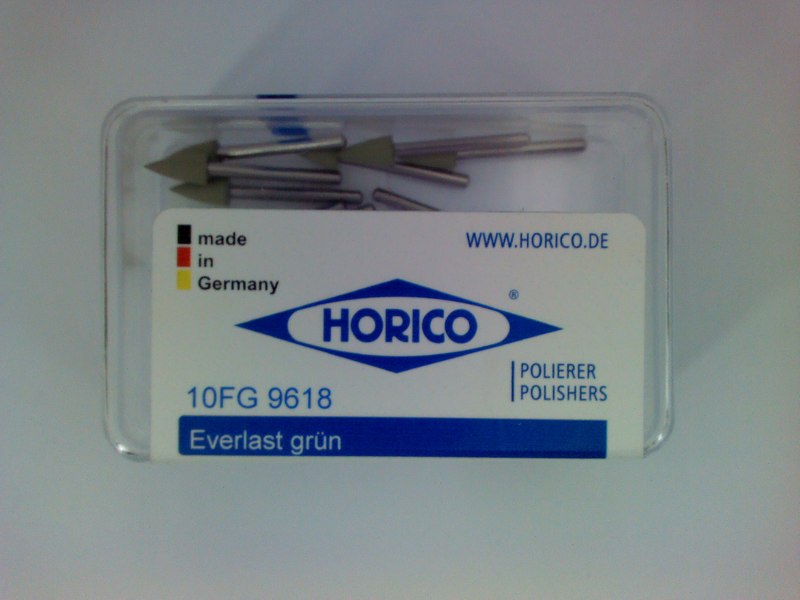 made
in
Germany
WWW.HORICO.DE
HORICO ®
POLIERER
POLISHERS
10FG 9618
Everlast grün